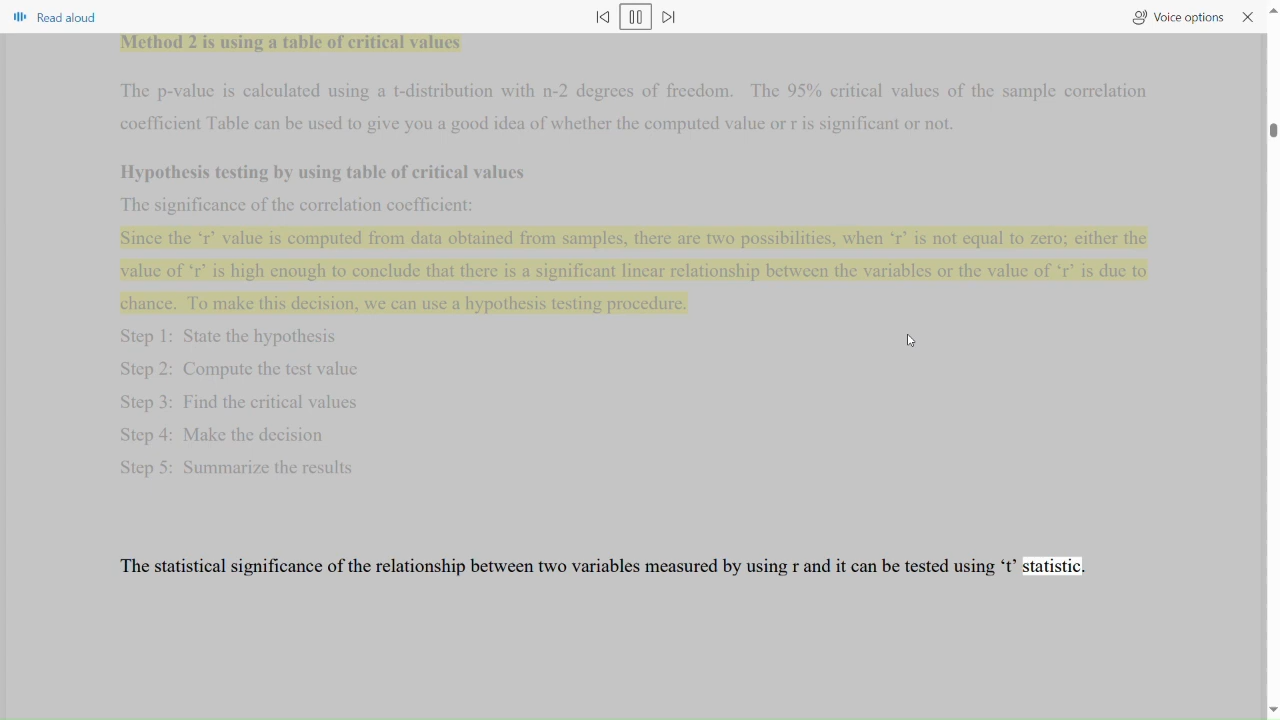 Read aloud
Voice options
Method 2 is using a table of critical values
The p-value is calculated using a t-distribution with n-2 degrees of freedom. The 95% critical values of the sample correlation
coefficient Table can be used to give you a good idea of whether the computed value or r is significant or not.
Hypothesis testing by using table of critical values
The significance of the correlation coefficient:
Since the ‘r’ value is computed from data obtained from samples, there are two possibilities, when ‘r’ is not equal to zero; either the
value of ‘r’ is high enough to conclude that there is a significant linear relationship between the variables or the value of ‘r’ is due to
chance. To make this decision, we can use a hypothesis testing procedure.
Step 1: State the hypothesis
Step 2: Compute the test value
Step 3: Find the critical values
Step 4: Make the decision
Step 5: Summarize the results
The statistical significance of the relationship between two variables measured by using r and it can be tested using ‘t’ statistic.